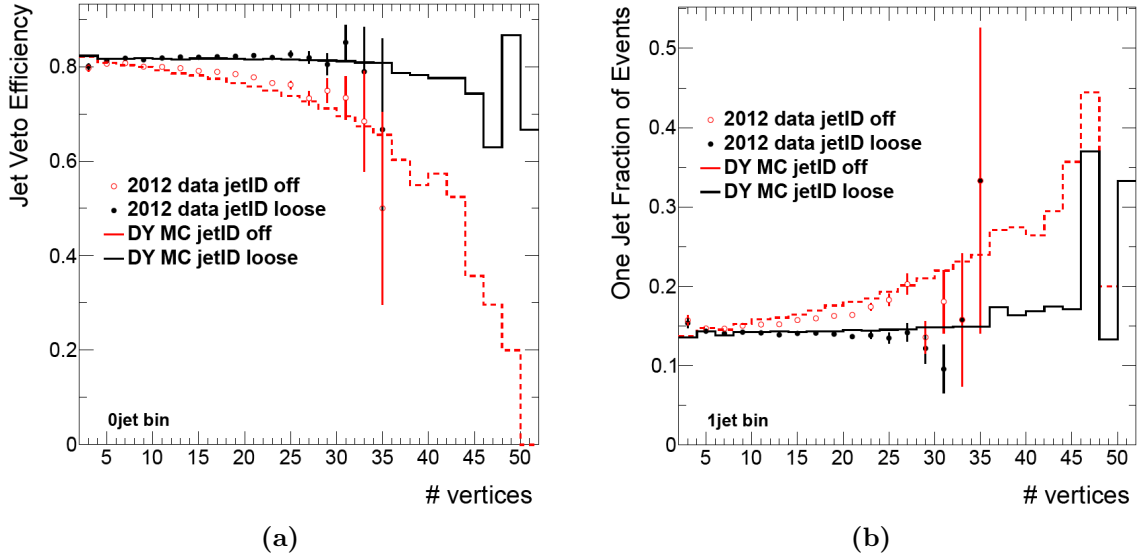 Jet Veto Efficiency
0.8
0.6
0.4
0.2
0
2012 data jetID off
2012 data jetID loose
DY MC jetID off
DY MC jetID loose
0jet bin
5 10 15 20 25 30 35 40 45 50
# vertices
(a)
One Jet Fraction of Events
0.5
0.4
0.3
0.2
0.1
0
2012 data jetID off
2012 data jetID loose
DY MC jetID off
DY MC jetID loose
1jet bin
5 10 15 20 25 30 35 40 45 50
# vertices
(b)